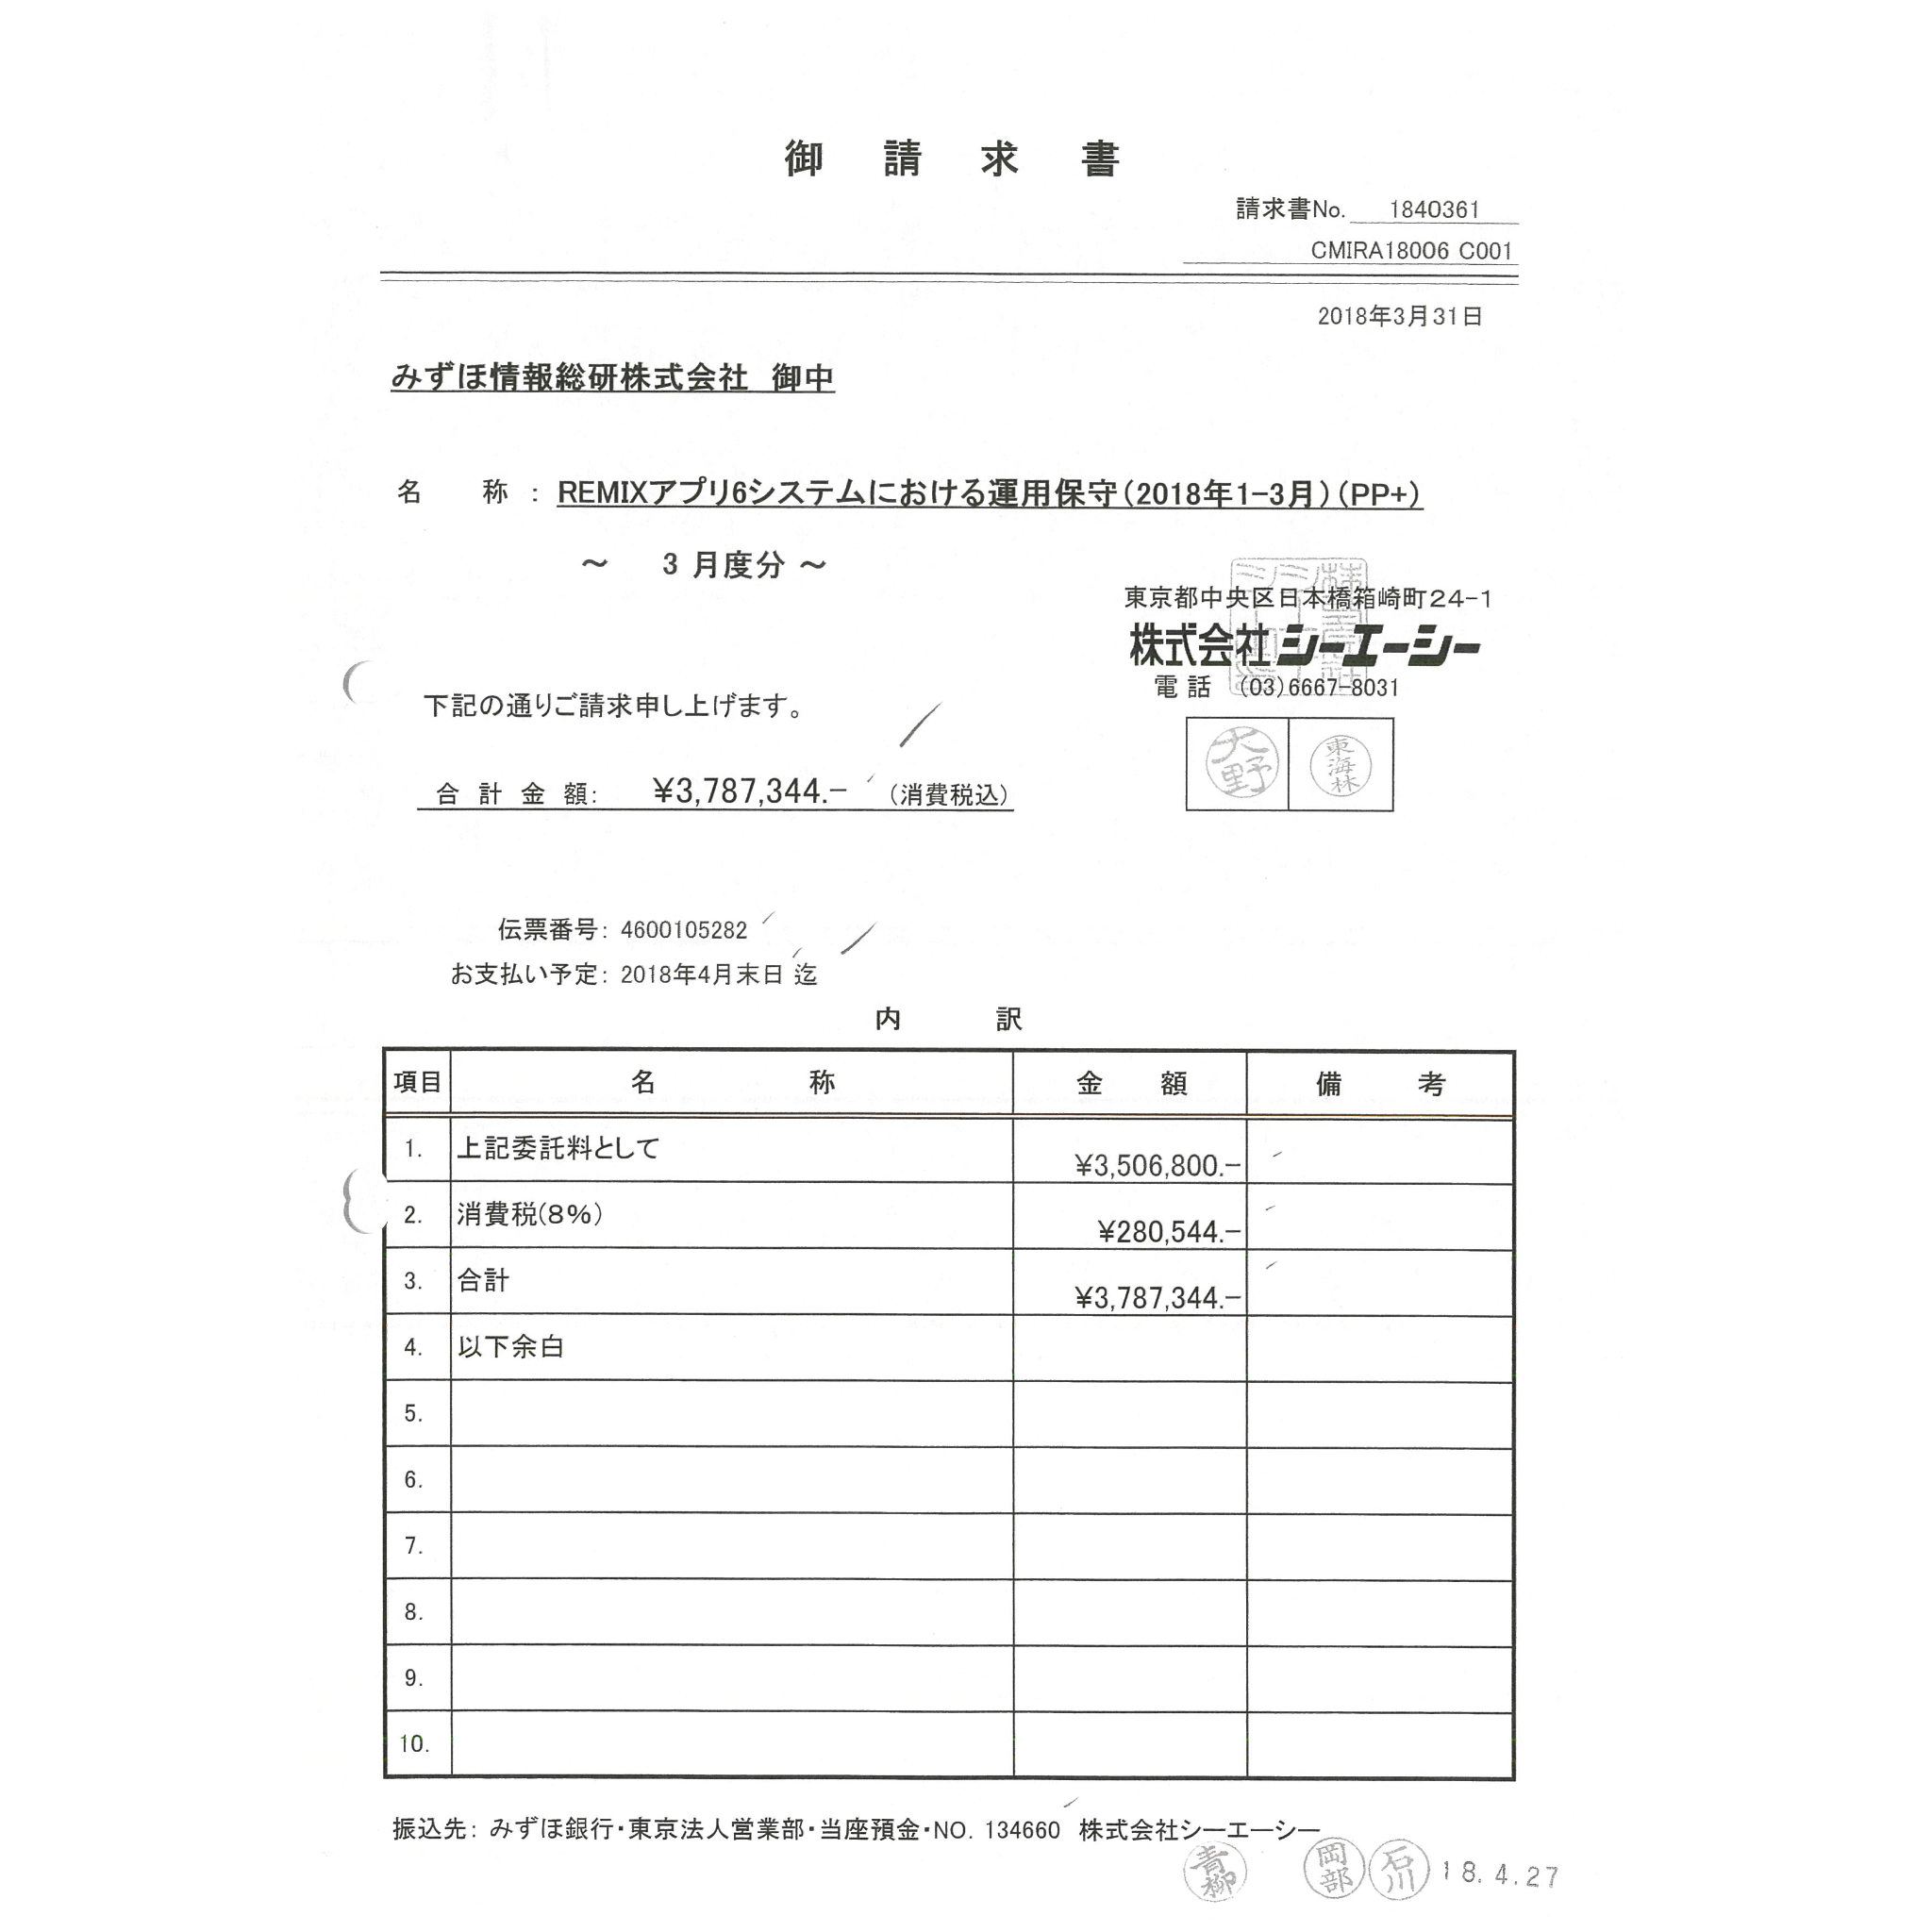 御請求書
請求書No. 1840361
CMIRA18006 C001
2018年3月31日
みずほ情報総研株式会社 御中
名称 : REMIXアプリ6システムにおける運用保守(2018年1-3月)(PP+)
～ 3 月度分 ～
東京都中央区日本橋箱崎町24-1
株式会社シーエーシー
電話 (03)6667-8031
下記の通りご請求申し上げます。
大野 東海林
合計金額: ¥3,787,344.- (消費税込)
伝票番号: 4600105282
お支払い予定: 2018年4月末日 迄
内訳
項目 名称 金額 備考
1. 上記委託料として ¥3,506,800.-
2. 消費税(8%) ¥280,544.-
3. 合計 ¥3,787,344.-
4. 以下余白
5.
6.
7.
8.
9.
10.
振込先: みずほ銀行・東京法人営業部・当座預金・NO. 134660 株式会社シーエーシー
青柳 岡部 石川 18.4.27